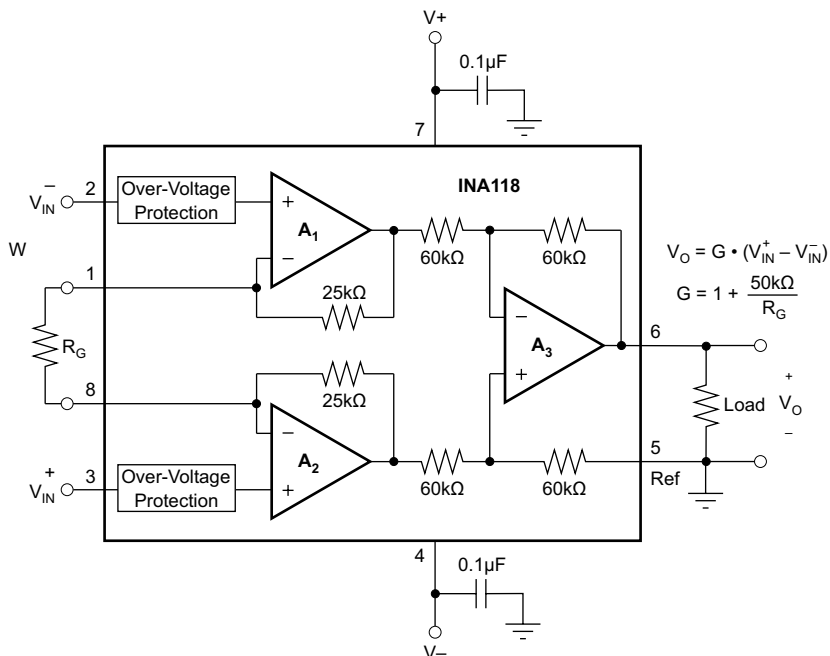 V+
0.1µF
7
INA118
V⁻IN
2
Over-Voltage
Protection
+
A1
−
60kΩ
60kΩ
VO = G • (V⁺IN − V⁻IN)
G = 1 + 50kΩ / RG
W
1
25kΩ
RG
−
A3
+
6
8
25kΩ
−
A2
+
Load
+
VO
−
V⁺IN
3
Over-Voltage
Protection
60kΩ
60kΩ
5
Ref
4
0.1µF
V−